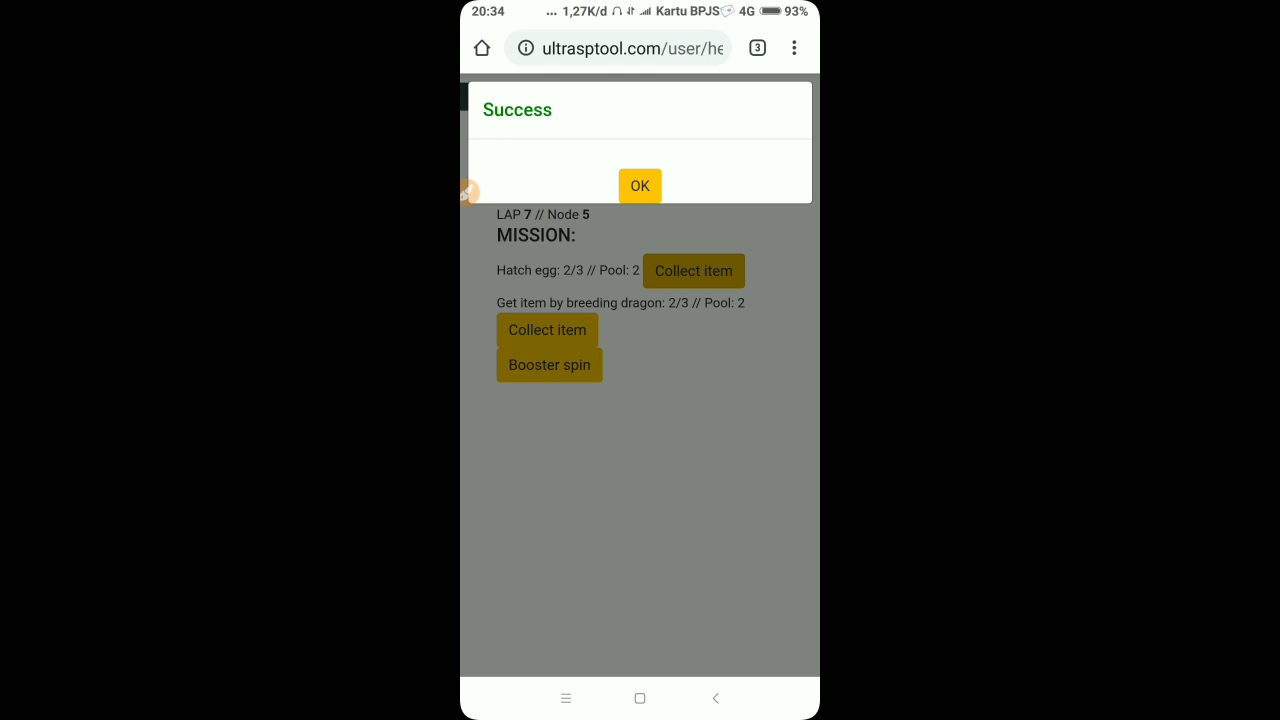 20:34 ... 1,27K/d Kartu BPJS 4G 93%
ultrasptool.com/user/he 3
Success
OK
LAP 7 // Node 5
MISSION:
Hatch egg: 2/3 // Pool: 2 Collect item
Get item by breeding dragon: 2/3 // Pool: 2
Collect item
Booster spin